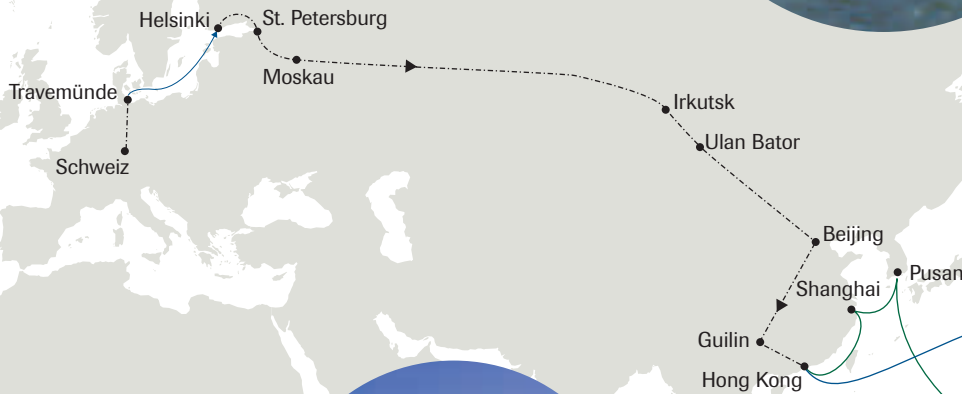 Helsinki
St. Petersburg
Moskau
Travemünde
Irkutsk
Ulan Bator
Schweiz
Beijing
Pusan
Shanghai
Guilin
Hong Kong